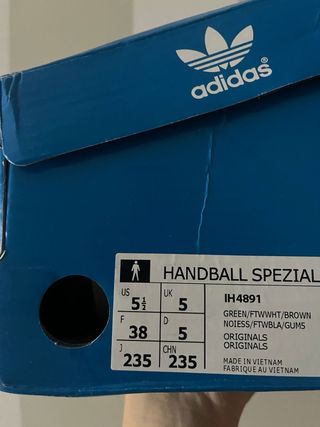 adidas
HANDBALL SPEZIAL
US 5½ UK 5
F 38 D 5
J 235 CHN 235
IH4891
GREEN/FTWWHT/BROWN
NOIESS/FTWBLA/GUM5
ORIGINALS
ORIGINALS
MADE IN VIETNAM
FABRIQUE AU VIETNAM